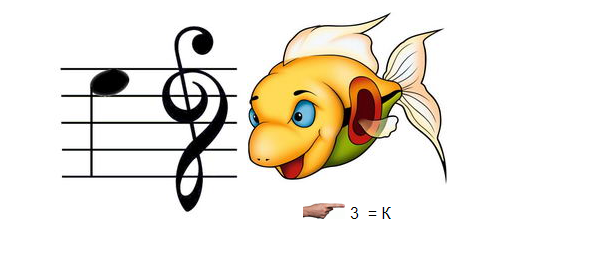 3 = К